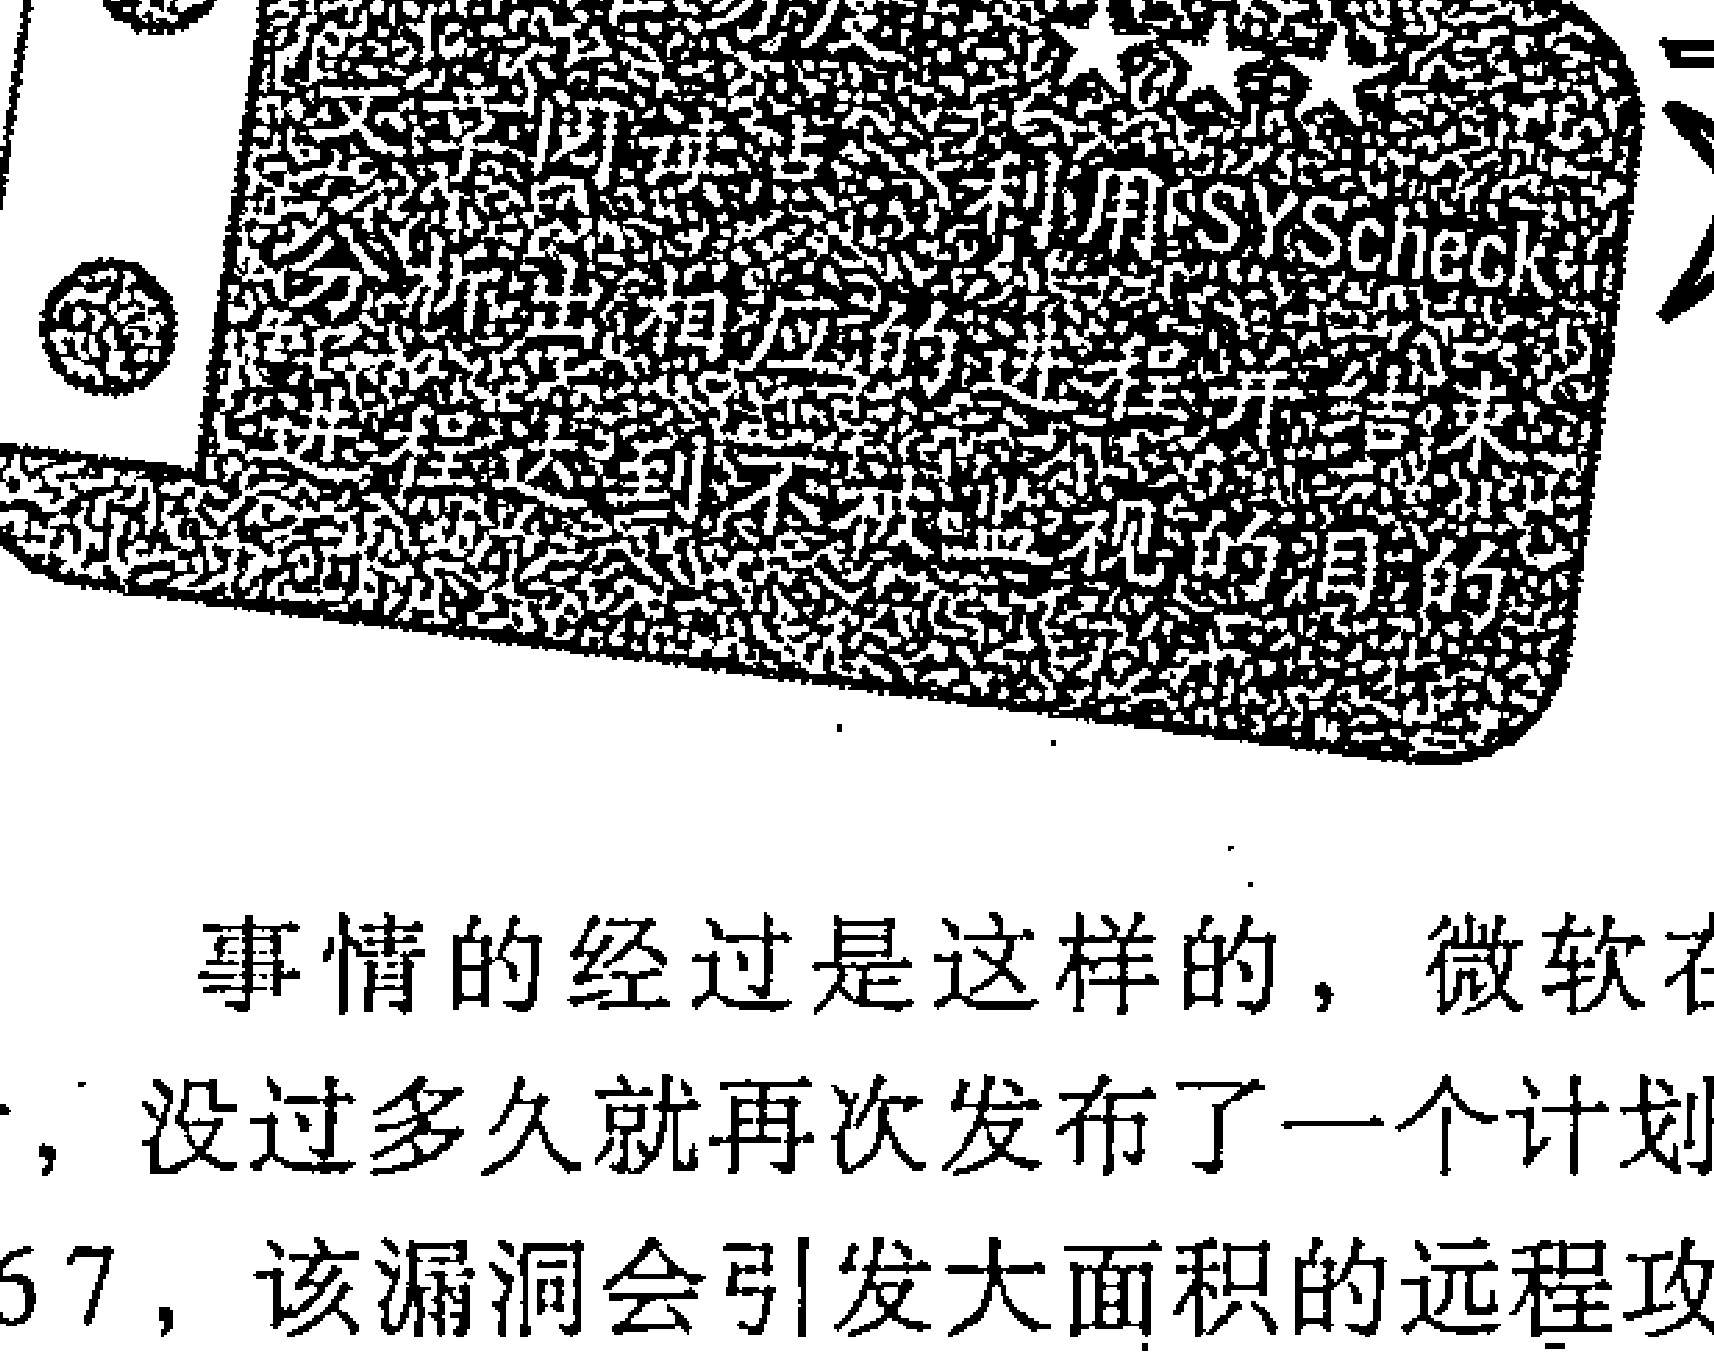 ★★★
利用SysCheck
分析出相应的进程并结束
进程达到不被监视的目的
事情的经过是这样的，微软在
，没过多久就再次发布了一个计划
67，该漏洞会引发大面积的远程攻